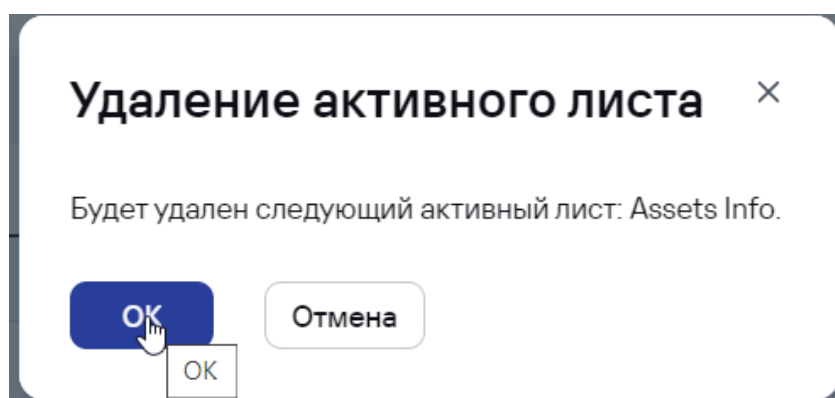 Удаление активного листа
Будет удален следующий активный лист: Assets Info.
ОК
Отмена
ОК